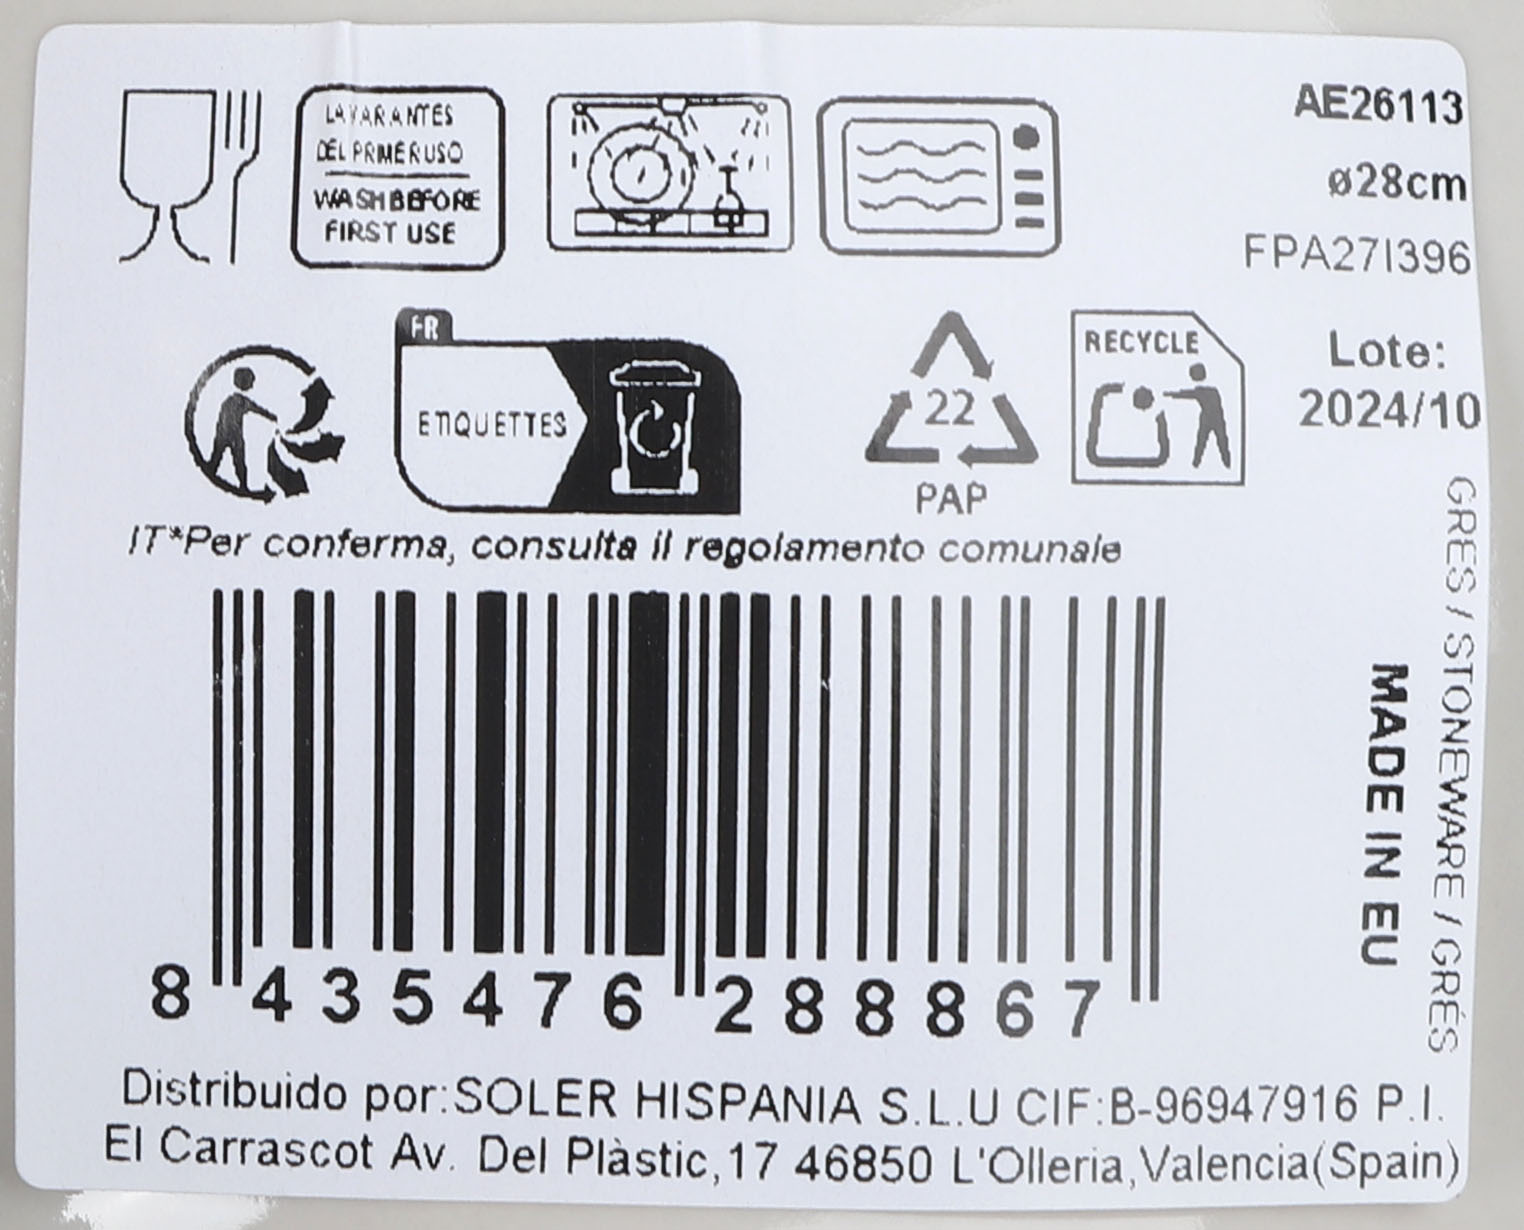 LAVAR ANTES
DEL PRIMER USO
WASH BEFORE
FIRST USE
AE26113
ø28cm
FPA27I396
FR
ETIQUETTES
22
PAP
RECYCLE
Lote:
2024/10
IT*Per conferma, consulta il regolamento comunale
GRES / STONEWARE / GRÉS
MADE IN EU
8 435476 288867
Distribuido por:SOLER HISPANIA S.L.U CIF:B-96947916 P.I.
El Carrascot Av. Del Plàstic,17 46850 L'Olleria,Valencia(Spain)